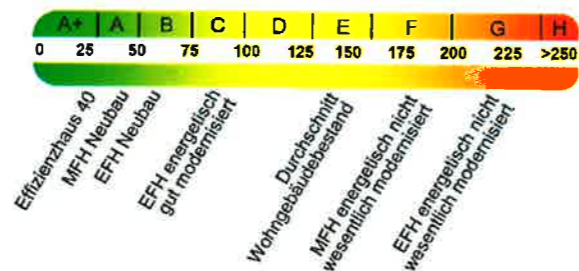 A+ A B C D E F G H
0 25 50 75 100 125 150 175 200 225 >250
Effizienzhaus 40
MFH Neubau
EFH Neubau
EFH energetisch
gut modernisiert
Durchschnitt
Wohngebäudebestand
MFH energetisch nicht
wesentlich modernisiert
EFH energetisch nicht
wesentlich modernisiert